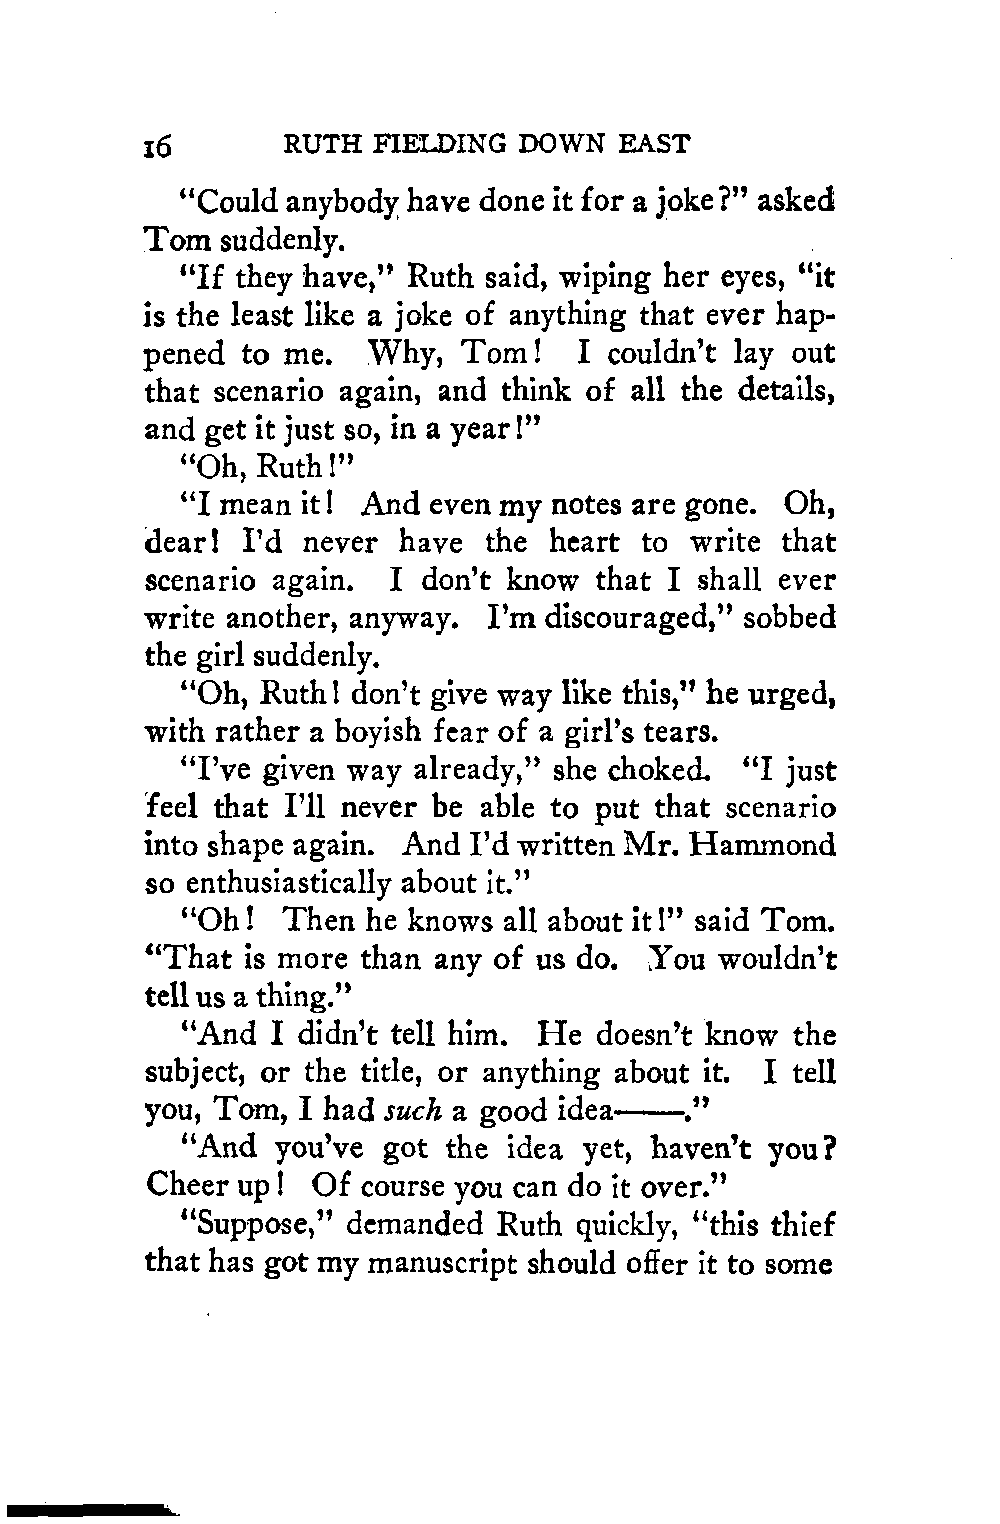 16 RUTH FIELDING DOWN EAST
“Could anybody have done it for a joke?” asked
Tom suddenly.
“If they have,” Ruth said, wiping her eyes, “it
is the least like a joke of anything that ever hap-
pened to me. Why, Tom! I couldn’t lay out
that scenario again, and think of all the details,
and get it just so, in a year!”
“Oh, Ruth!”
“I mean it! And even my notes are gone. Oh,
dear! I’d never have the heart to write that
scenario again. I don’t know that I shall ever
write another, anyway. I’m discouraged,” sobbed
the girl suddenly.
“Oh, Ruth! don’t give way like this,” he urged,
with rather a boyish fear of a girl’s tears.
“I’ve given way already,” she choked. “I just
feel that I’ll never be able to put that scenario
into shape again. And I’d written Mr. Hammond
so enthusiastically about it.”
“Oh! Then he knows all about it!” said Tom.
“That is more than any of us do. You wouldn’t
tell us a thing.”
“And I didn’t tell him. He doesn’t know the
subject, or the title, or anything about it. I tell
you, Tom, I had such a good idea——.”
“And you’ve got the idea yet, haven’t you?
Cheer up! Of course you can do it over.”
“Suppose,” demanded Ruth quickly, “this thief
that has got my manuscript should offer it to some